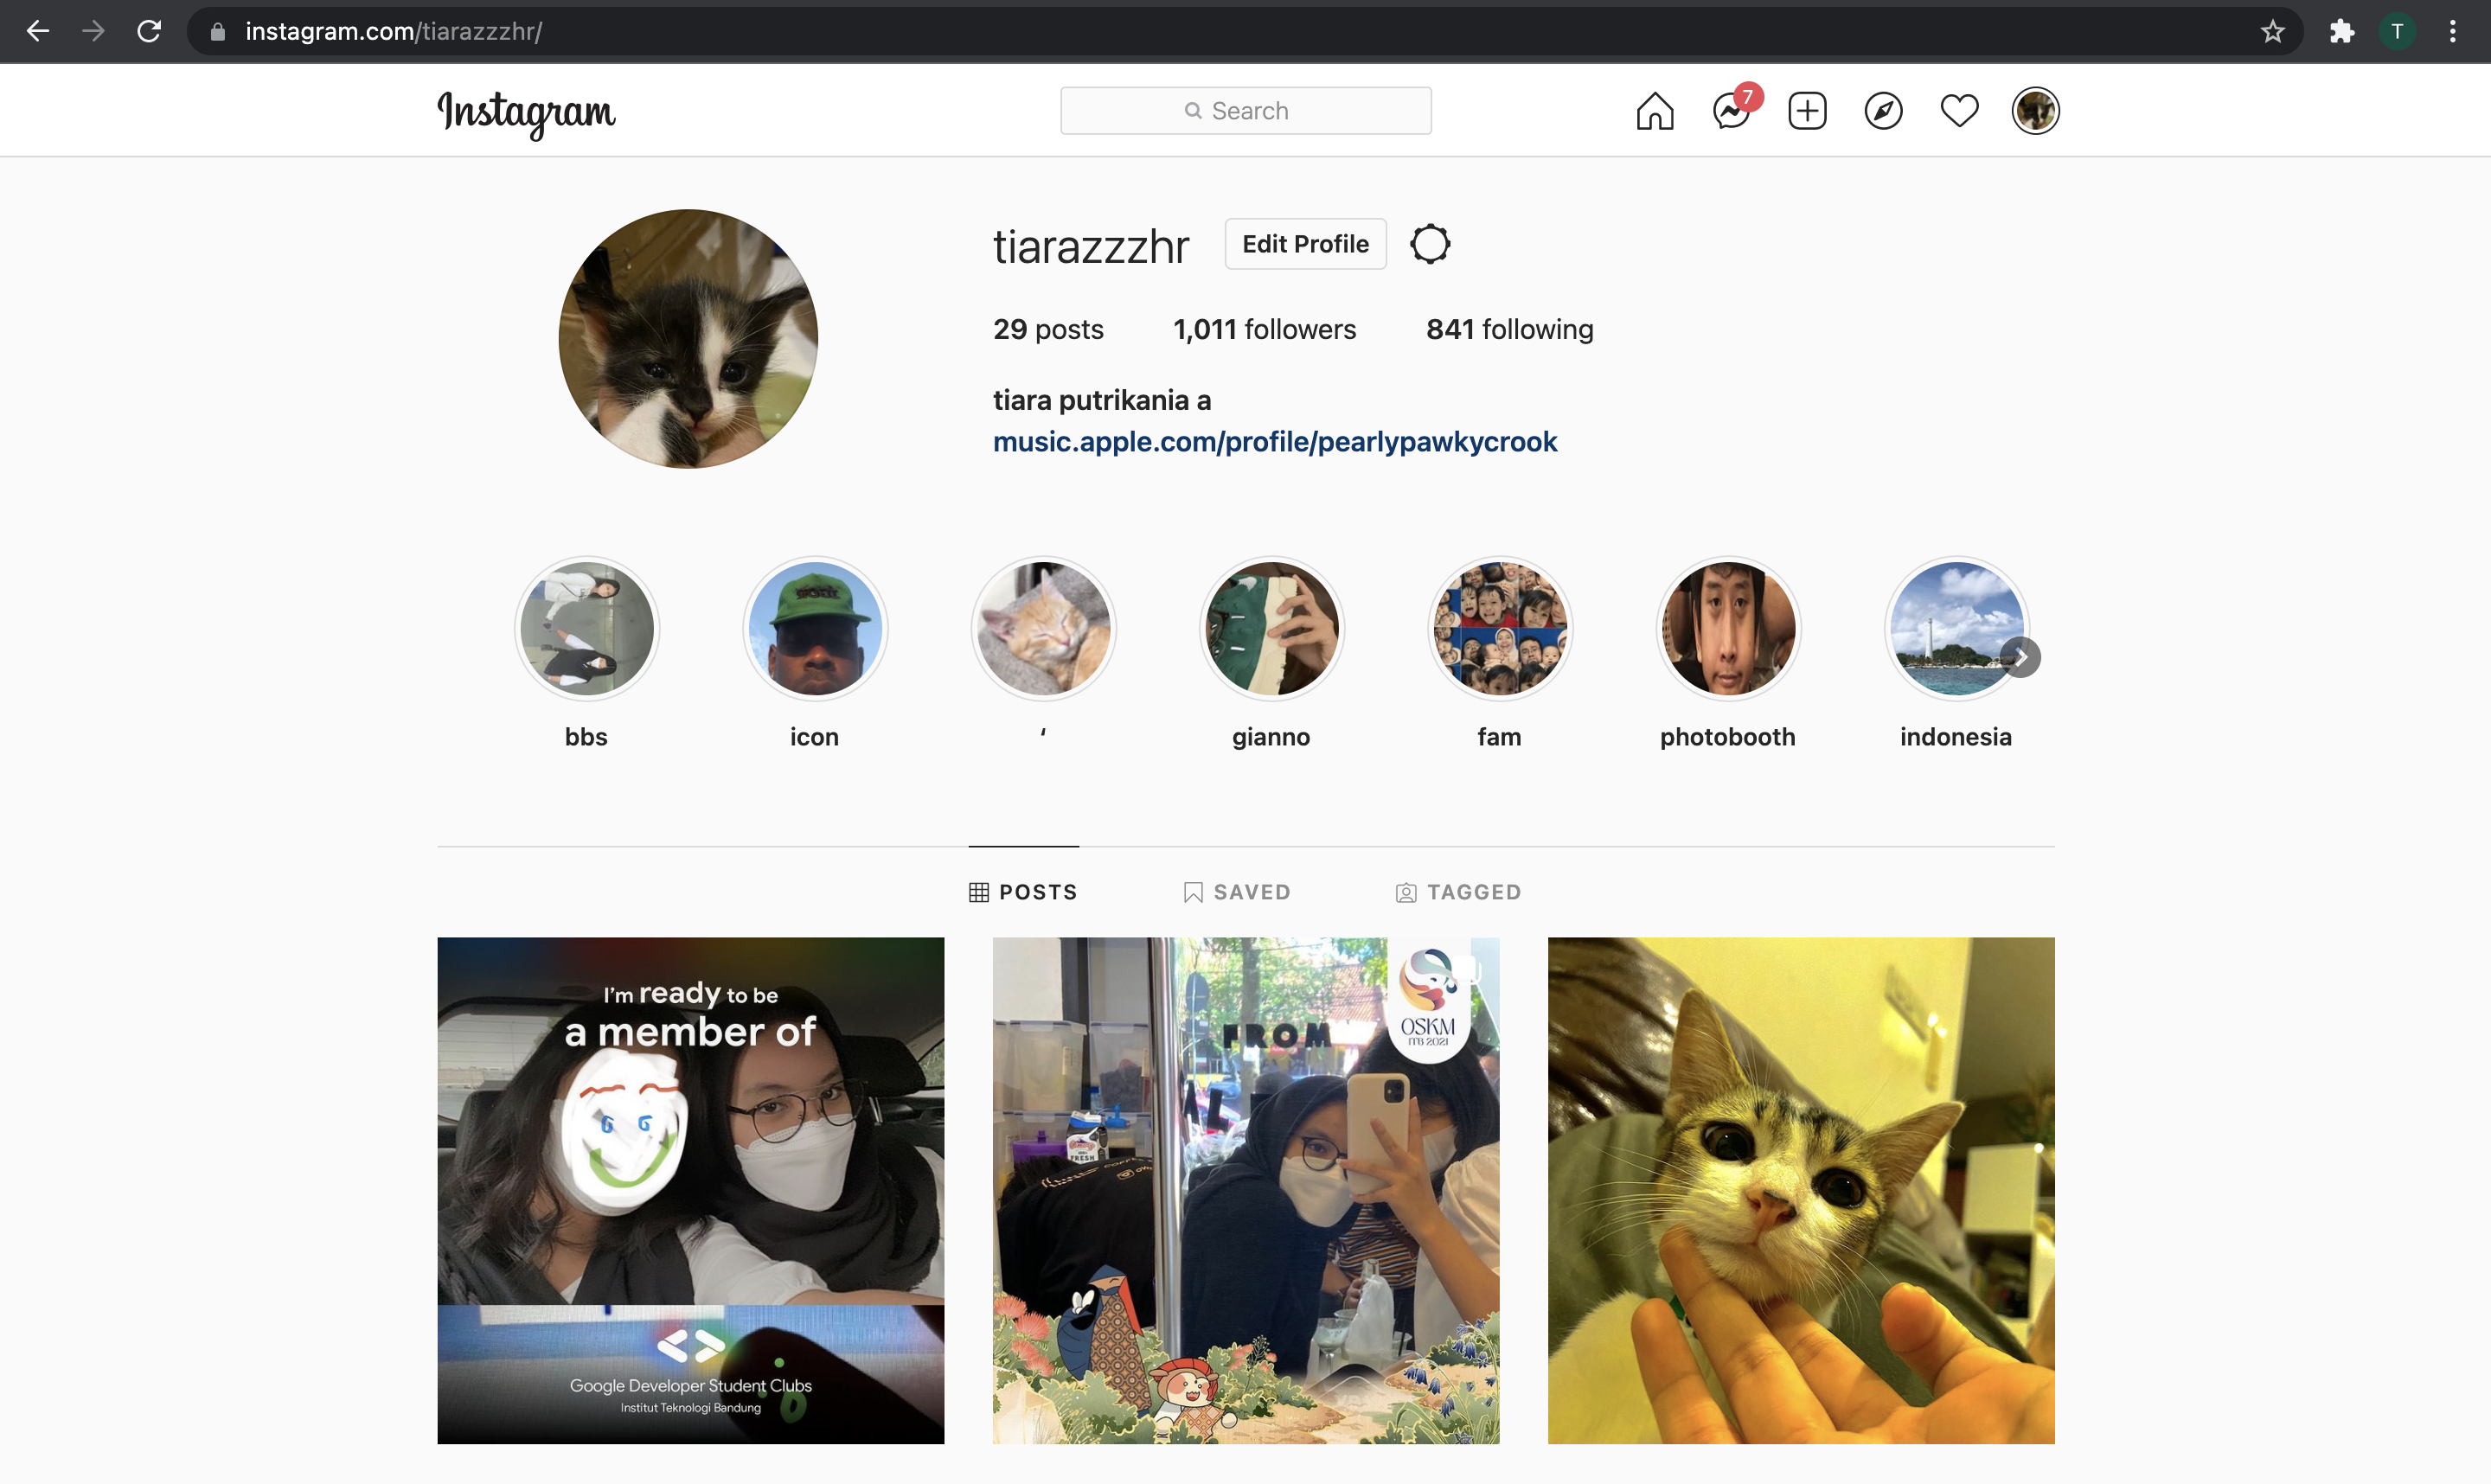 instagram.com/tiarazzzhr/
T
Instagram
Search
7
tiarazzzhr
Edit Profile
29 posts
1,011 followers
841 following
tiara putrikania a
music.apple.com/profile/pearlypawkycrook
bbs
icon
‘
gianno
fam
photobooth
indonesia
POSTS
SAVED
TAGGED
I'm ready to be
a member of
Google Developer Student Clubs
Institut Teknologi Bandung
FROM
OSKM
ITB 2021
FRESH